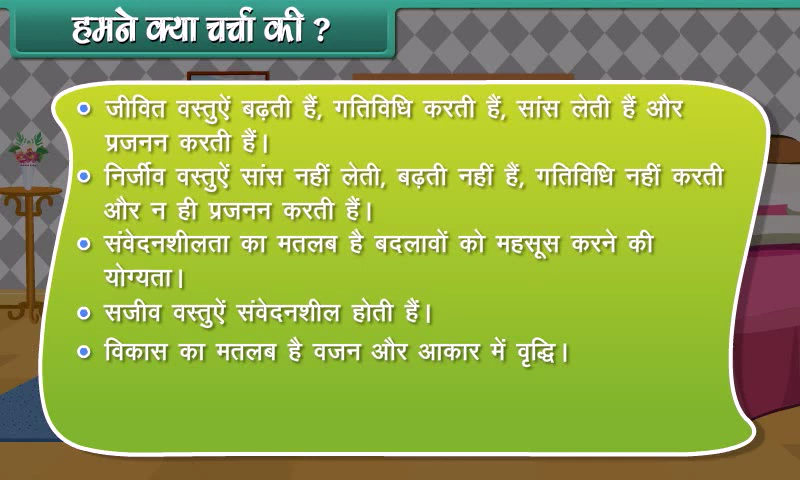 हमने क्या चर्चा की ?
जीवित वस्तुऐं बढ़ती हैं, गतिविधि करती हैं, सांस लेती हैं और
प्रजनन करती हैं।
निर्जीव वस्तुऐं सांस नहीं लेती, बढ़ती नहीं हैं, गतिविधि नहीं करती
और न ही प्रजनन करती हैं।
संवेदनशीलता का मतलब है बदलावों को महसूस करने की
योग्यता।
सजीव वस्तुऐं संवेदनशील होती हैं।
विकास का मतलब है वजन और आकार में वृद्धि।